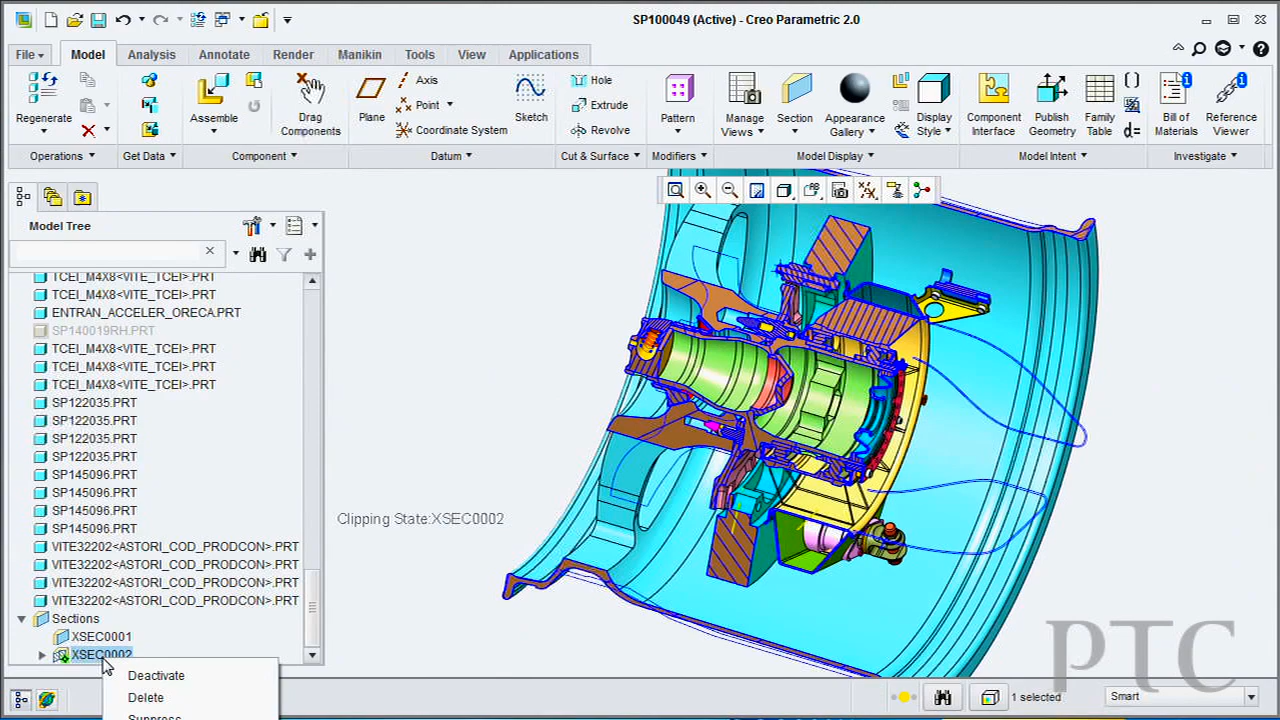 SP100049 (Active) - Creo Parametric 2.0
File
Model
Analysis
Annotate
Render
Manikin
Tools
View
Applications
Regenerate
Assemble
Drag
Components
Plane
Axis
Point
Coordinate System
Sketch
Hole
Extrude
Revolve
Pattern
Manage
Views
Section
Appearance
Gallery
Display
Style
Component
Interface
Publish
Geometry
Family
Table
d=
Bill of
Materials
Reference
Viewer
Operations
Get Data
Component
Datum
Cut & Surface
Modifiers
Model Display
Model Intent
Investigate
Model Tree
TCEI_M4X8<VITE_TCEI>.PRT
TCEI_M4X8<VITE_TCEI>.PRT
ENTRAN_ACCELER_ORECA.PRT
SP140019RH.PRT
TCEI_M4X8<VITE_TCEI>.PRT
TCEI_M4X8<VITE_TCEI>.PRT
TCEI_M4X8<VITE_TCEI>.PRT
SP122035.PRT
SP122035.PRT
SP122035.PRT
SP122035.PRT
SP145096.PRT
SP145096.PRT
SP145096.PRT
SP145096.PRT
VITE32202<ASTORI_COD_PRODCON>.PRT
VITE32202<ASTORI_COD_PRODCON>.PRT
VITE32202<ASTORI_COD_PRODCON>.PRT
VITE32202<ASTORI_COD_PRODCON>.PRT
Sections
XSEC0001
XSEC0002
Deactivate
Delete
Suppress
Clipping State:XSEC0002
PTC
1 selected
Smart